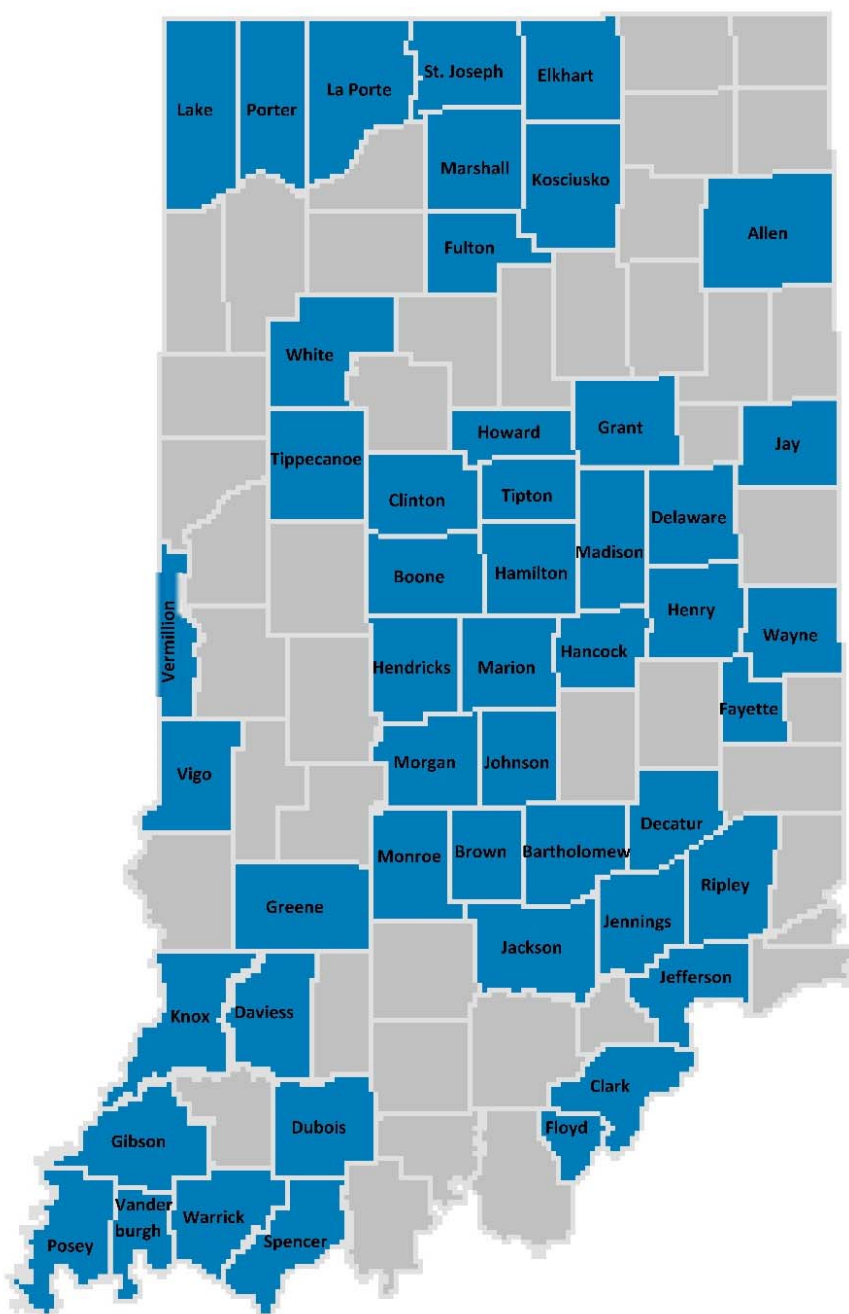 St. Joseph
Elkhart
La Porte
Lake
Porter
Marshall
Kosciusko
Allen
Fulton
White
Howard
Grant
Jay
Tippecanoe
Clinton
Tipton
Delaware
Madison
Boone
Hamilton
Henry
Vermillion
Wayne
Hendricks
Marion
Hancock
Fayette
Vigo
Morgan
Johnson
Decatur
Monroe
Brown
Bartholomew
Ripley
Greene
Jennings
Jackson
Jefferson
Knox
Daviess
Clark
Dubois
Floyd
Gibson
Vander
burgh
Warrick
Posey
Spencer